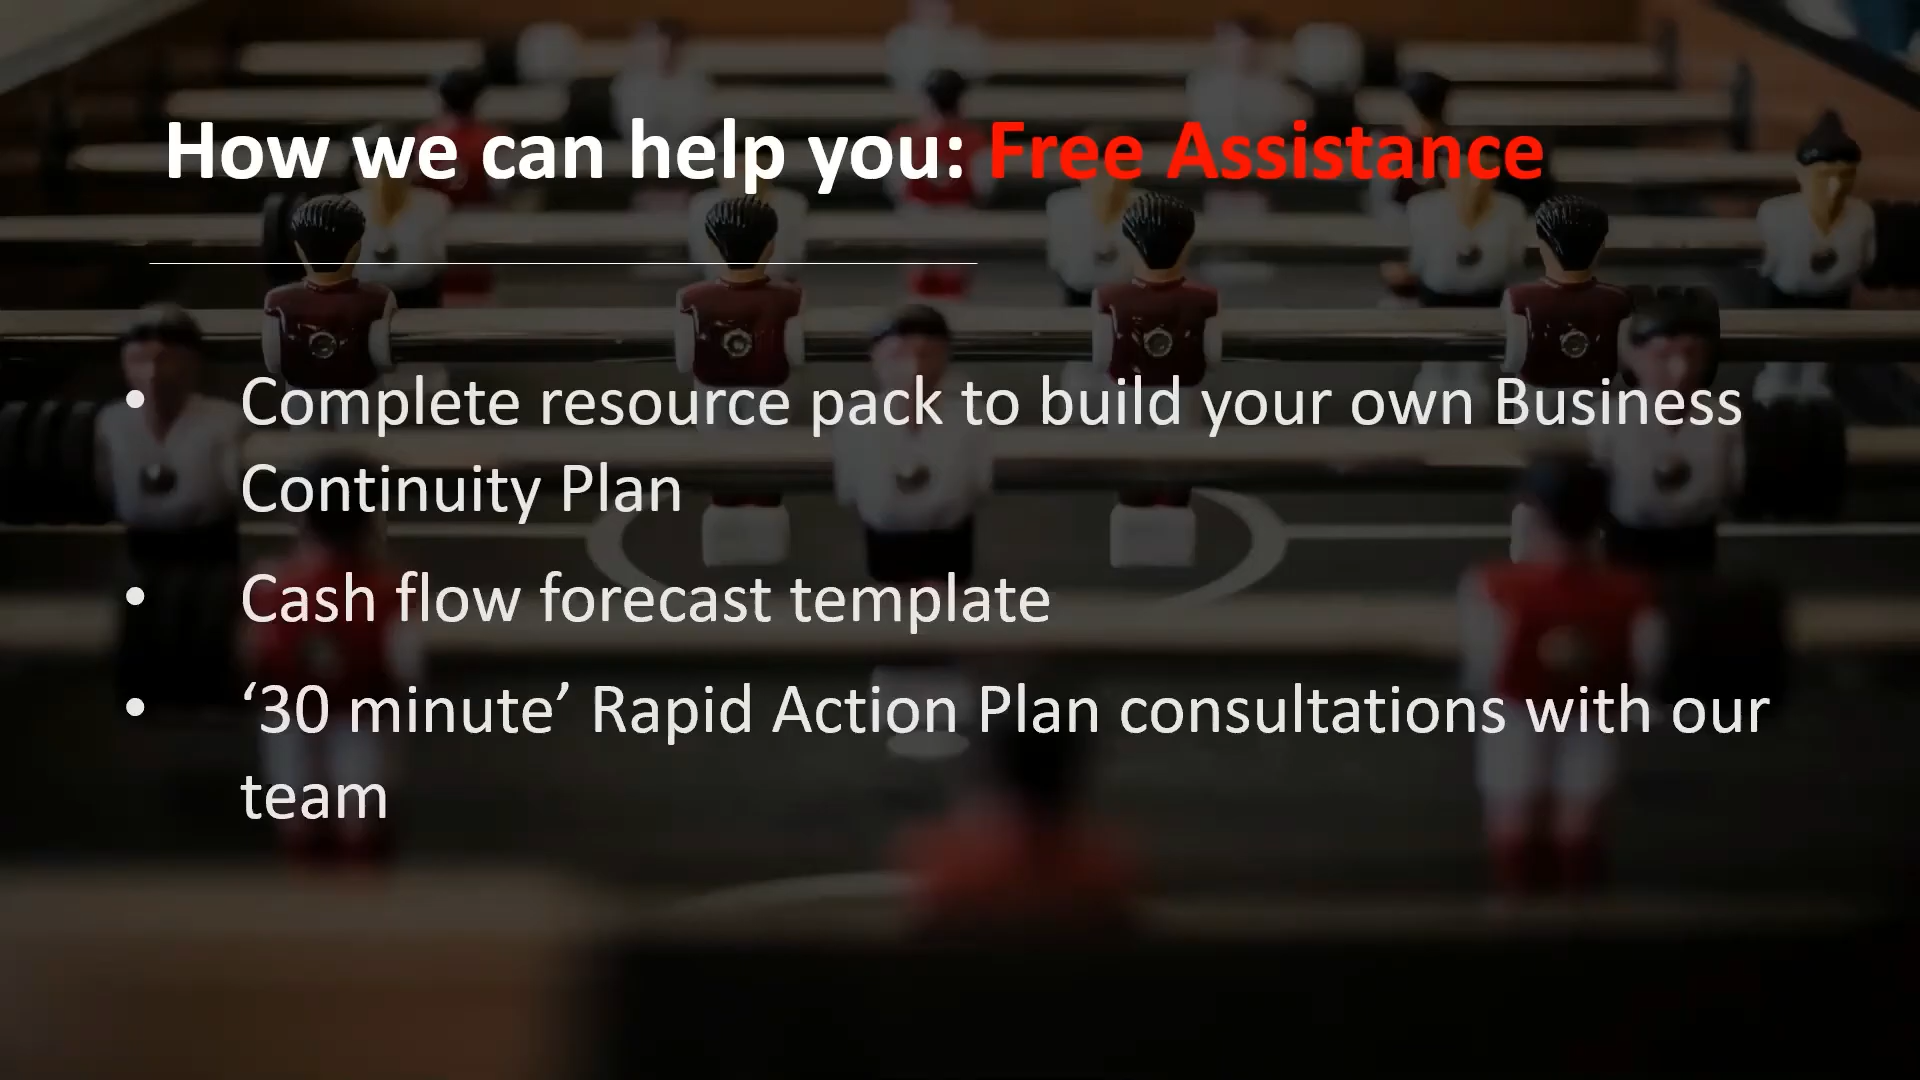 How we can help you: Free Assistance
• Complete resource pack to build your own Business
Continuity Plan
• Cash flow forecast template
• ‘30 minute’ Rapid Action Plan consultations with our
team